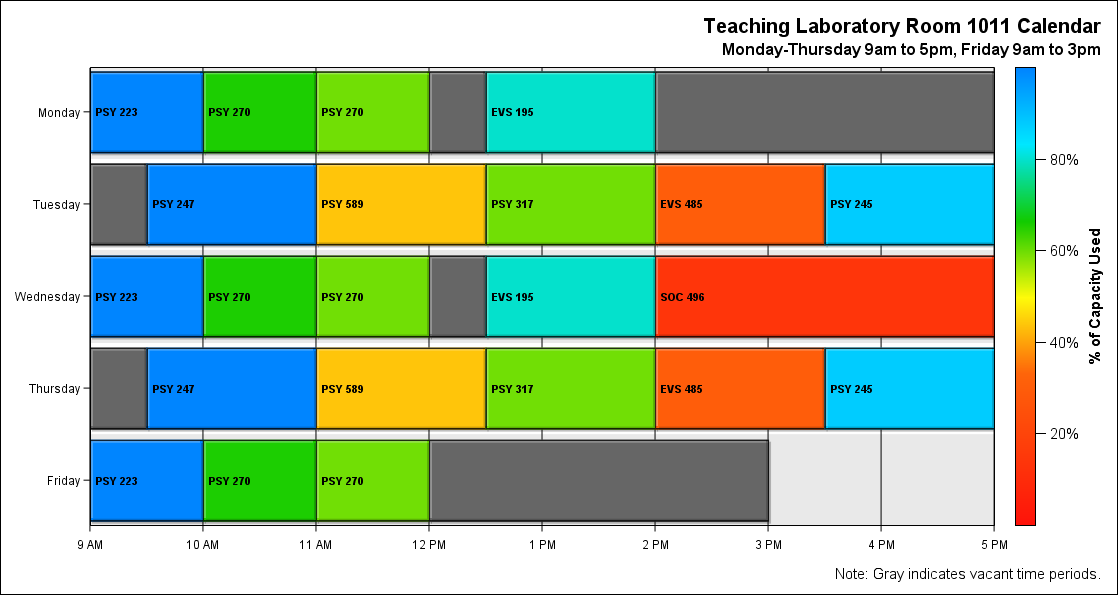 Teaching Laboratory Room 1011 Calendar
Monday-Thursday 9am to 5pm, Friday 9am to 3pm
Monday
PSY 223
PSY 270
PSY 270
EVS 195
Tuesday
PSY 247
PSY 589
PSY 317
EVS 485
PSY 245
Wednesday
PSY 223
PSY 270
PSY 270
EVS 195
SOC 496
Thursday
PSY 247
PSY 589
PSY 317
EVS 485
PSY 245
Friday
PSY 223
PSY 270
PSY 270
9 AM
10 AM
11 AM
12 PM
1 PM
2 PM
3 PM
4 PM
5 PM
80%
60%
40%
20%
% of Capacity Used
Note: Gray indicates vacant time periods.